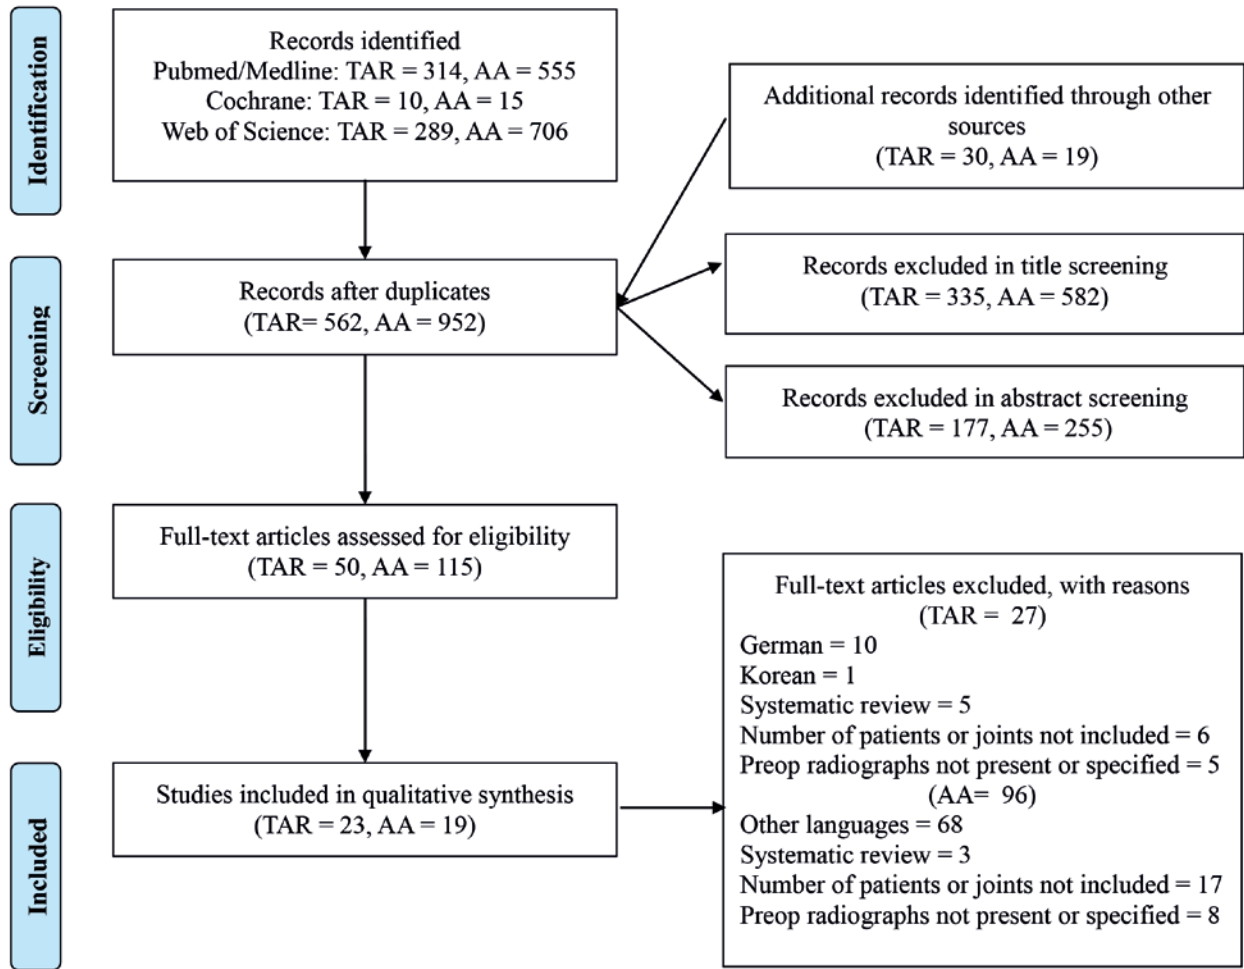 Identification
Records identified
Pubmed/Medline: TAR = 314, AA = 555
Cochrane: TAR = 10, AA = 15
Web of Science: TAR = 289, AA = 706
Additional records identified through other
sources
(TAR = 30, AA = 19)
Screening
Records after duplicates
(TAR= 562, AA = 952)
Records excluded in title screening
(TAR = 335, AA = 582)
Records excluded in abstract screening
(TAR = 177, AA = 255)
Eligibility
Full-text articles assessed for eligibility
(TAR = 50, AA = 115)
Included
Studies included in qualitative synthesis
(TAR = 23, AA = 19)
Full-text articles excluded, with reasons
(TAR = 27)
German = 10
Korean = 1
Systematic review = 5
Number of patients or joints not included = 6
Preop radiographs not present or specified = 5
(AA= 96)
Other languages = 68
Systematic review = 3
Number of patients or joints not included = 17
Preop radiographs not present or specified = 8